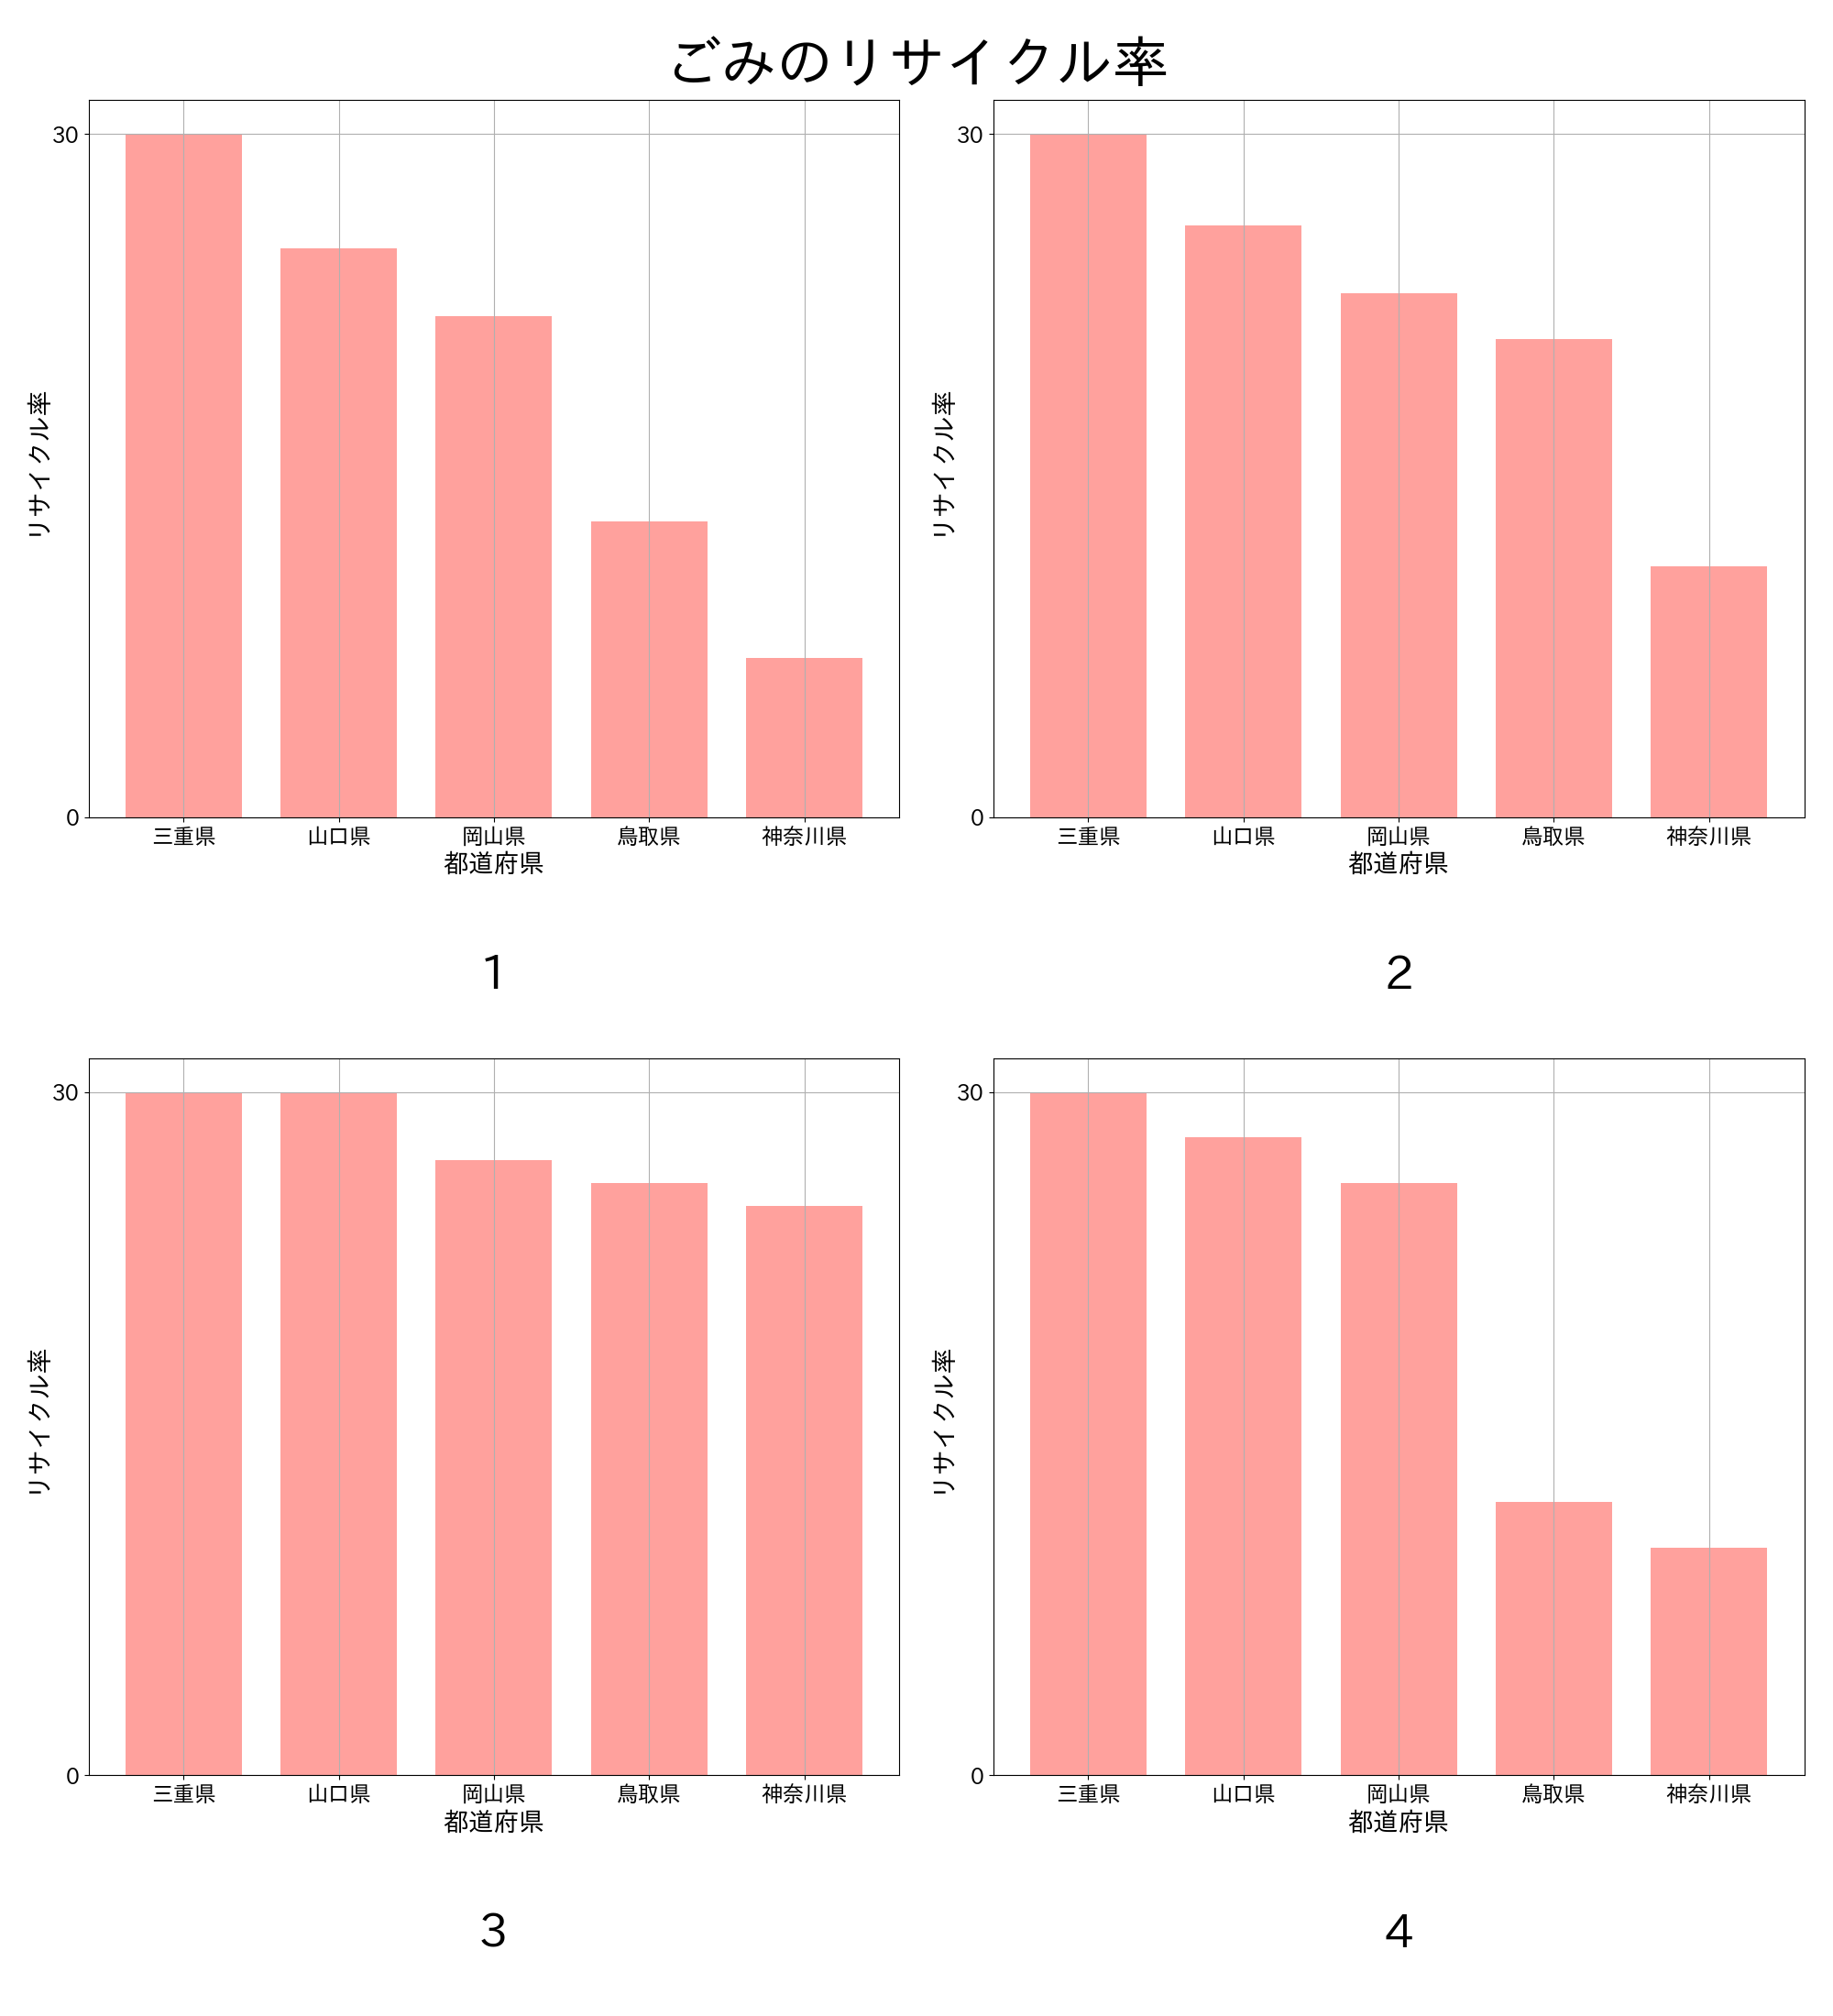 ごみのリサイクル率
30
0
リサイクル率
三重県 山口県 岡山県 鳥取県 神奈川県
都道府県
1
30
0
リサイクル率
三重県 山口県 岡山県 鳥取県 神奈川県
都道府県
2
30
0
リサイクル率
三重県 山口県 岡山県 鳥取県 神奈川県
都道府県
3
30
0
リサイクル率
三重県 山口県 岡山県 鳥取県 神奈川県
都道府県
4